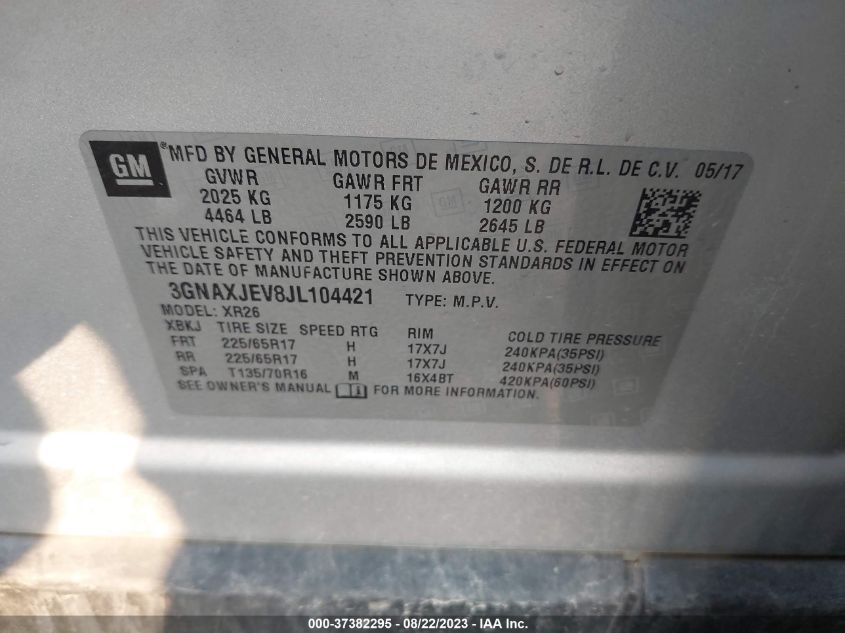 GM ®MFD BY GENERAL MOTORS DE MEXICO, S. DE R.L. DE C.V. 05/17
GVWR GAWR FRT GAWR RR
2025 KG 1175 KG 1200 KG
4464 LB 2590 LB 2645 LB
THIS VEHICLE CONFORMS TO ALL APPLICABLE U.S. FEDERAL MOTOR
VEHICLE SAFETY AND THEFT PREVENTION STANDARDS IN EFFECT ON
THE DATE OF MANUFACTURE SHOWN ABOVE.
3GNAXJEV8JL104421 TYPE: M.P.V.
MODEL: XR26
XBKJ TIRE SIZE SPEED RTG RIM COLD TIRE PRESSURE
FRT 225/65R17 H 17X7J 240KPA(35PSI)
RR 225/65R17 H 17X7J 240KPA(35PSI)
SPA T135/70R16 M 16X4BT 420KPA(60PSI)
SEE OWNER'S MANUAL FOR MORE INFORMATION.
000-37382295 - 08/22/2023 - IAA Inc.